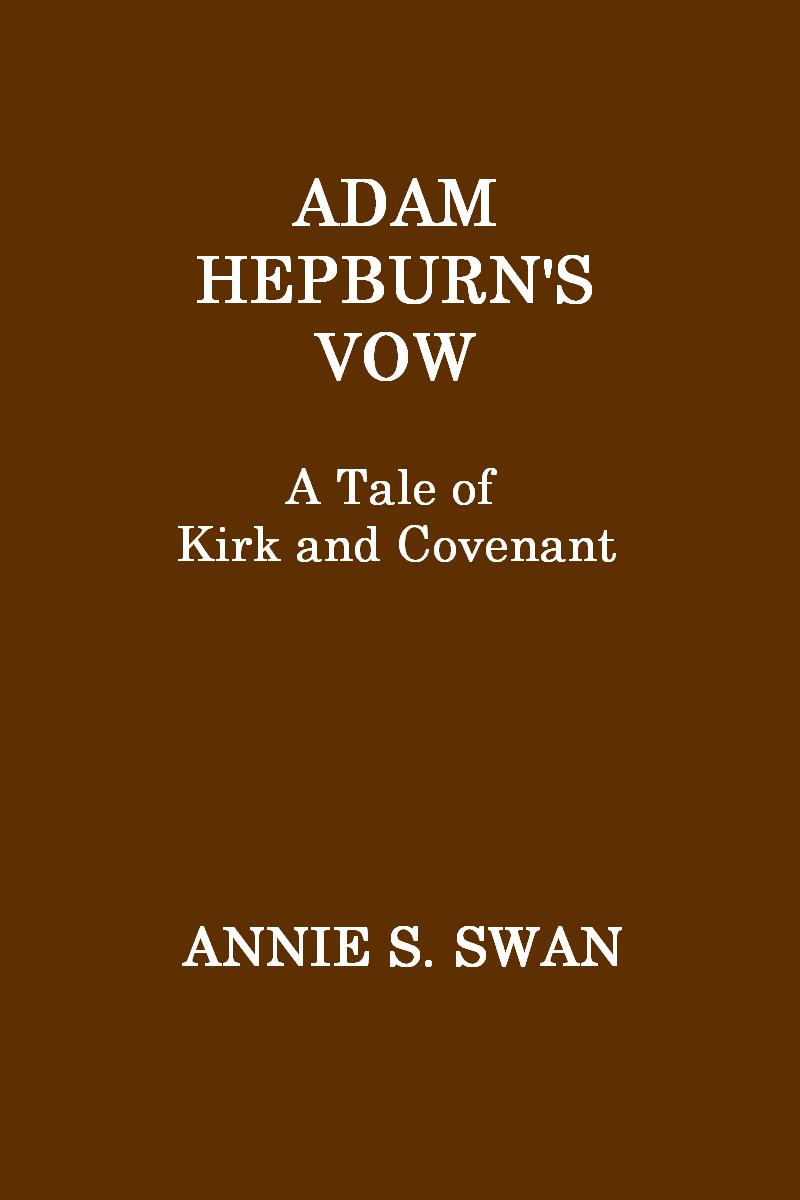 ADAM
HEPBURN'S
VOW
A Tale of
Kirk and Covenant
ANNIE S. SWAN